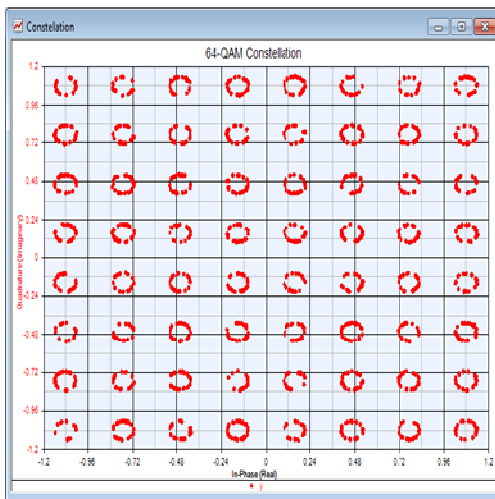 Constelation
64-QAM Constellation
1.2
0.96
0.72
0.48
0.24
0
-0.24
-0.48
-0.72
-0.96
-1.2
Quadrature (Imaginary)
-1.2 -0.96 -0.72 -0.48 -0.24 0 0.24 0.48 0.72 0.96 1.2
In-Phase (Real)
y